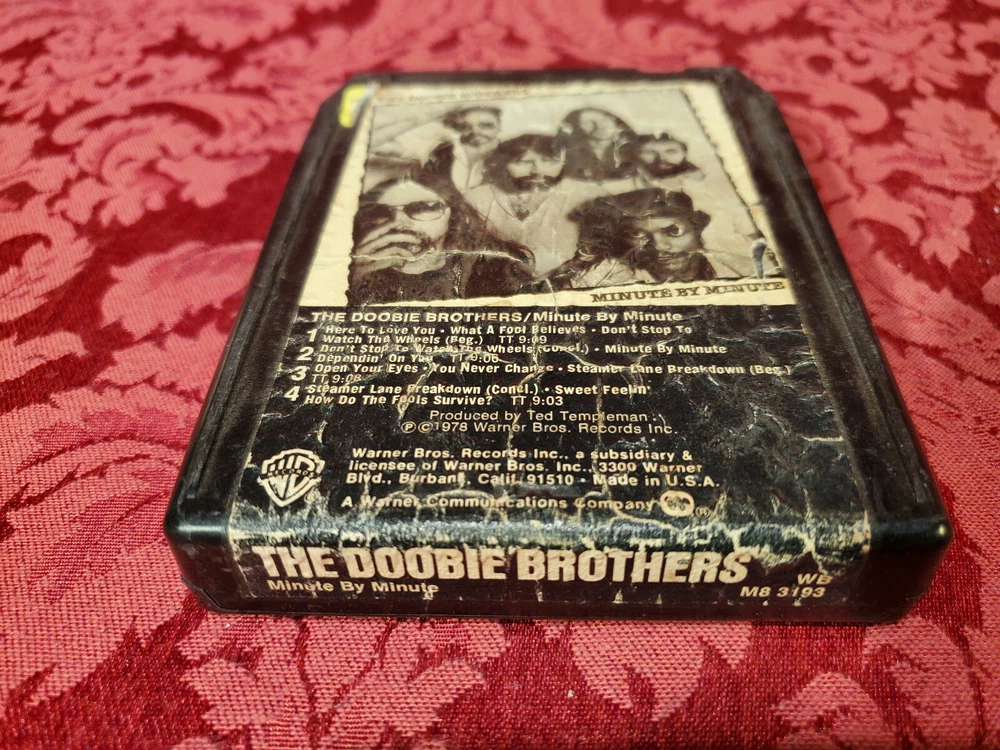 MINUTE BY MINUTE
THE DOOBIE BROTHERS/Minute By Minute
1 Here To Love You • What A Fool Believes • Don't Stop To
Watch The Wheels (Beg.) TT 9:09
2 Don't Stop To Watch The Wheels (Concl.) • Minute By Minute
Dependin' On You TT 9:06
3 Open Your Eyes • You Never Change • Steamer Lane Breakdown (Beg.)
TT 9:08
4 Steamer Lane Breakdown (Concl.) • Sweet Feelin'
How Do The Fools Survive? TT 9:03
Produced by Ted Templeman
℗©1978 Warner Bros. Records Inc.
Warner Bros. Records Inc., a subsidiary &
licensee of Warner Bros. Inc., 3300 Warner
Blvd., Burbank, Calif. 91510 • Made in U.S.A.
A Warner Communications Company ®
W RECORDS
THE DOOBIE BROTHERS
Minute By Minute
WB
M8 3193